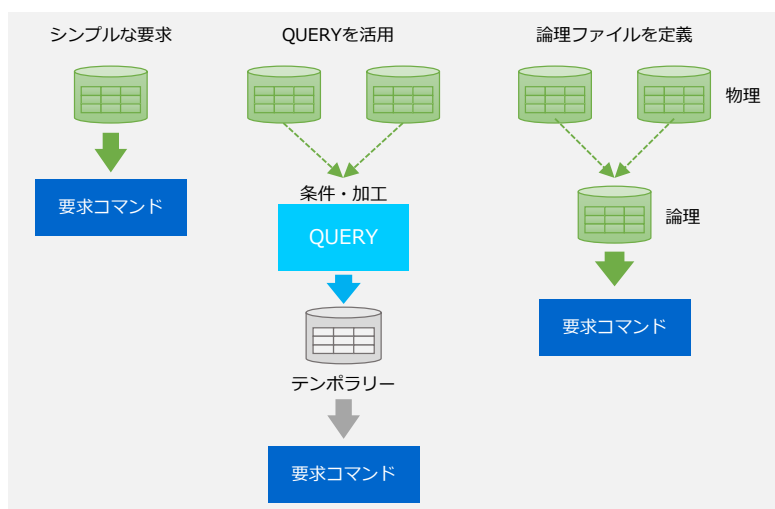 シンプルな要求
QUERYを活用
論理ファイルを定義
物理
要求コマンド
条件・加工
QUERY
論理
要求コマンド
テンポラリー
要求コマンド